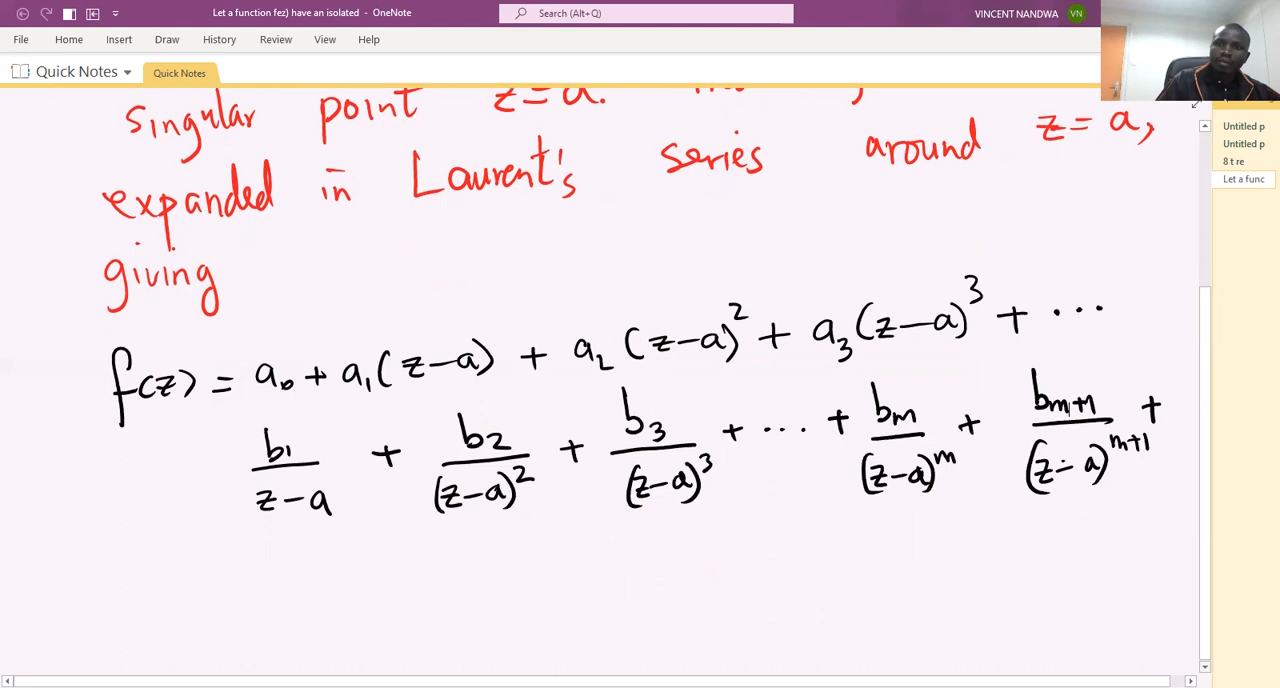 Let a function fez) have an isolated - OneNote
Search (Alt+Q)
VINCENT NANDWA
VN
File Home Insert Draw History Review View Help
Quick Notes
Quick Notes
singular point z=a.
expanded in Laurent's series around z=a,
giving
f(z) = a₀ + a₁(z-a) + a₂(z-a)² + a₃(z-a)³ + ...
b₁/(z-a) + b₂/(z-a)² + b₃/(z-a)³ + ... + bₘ/(z-a)ᵐ + bₘ₊₁/(z-a)ᵐ⁺¹ +
Untitled p
Untitled p
8 t re
Let a func